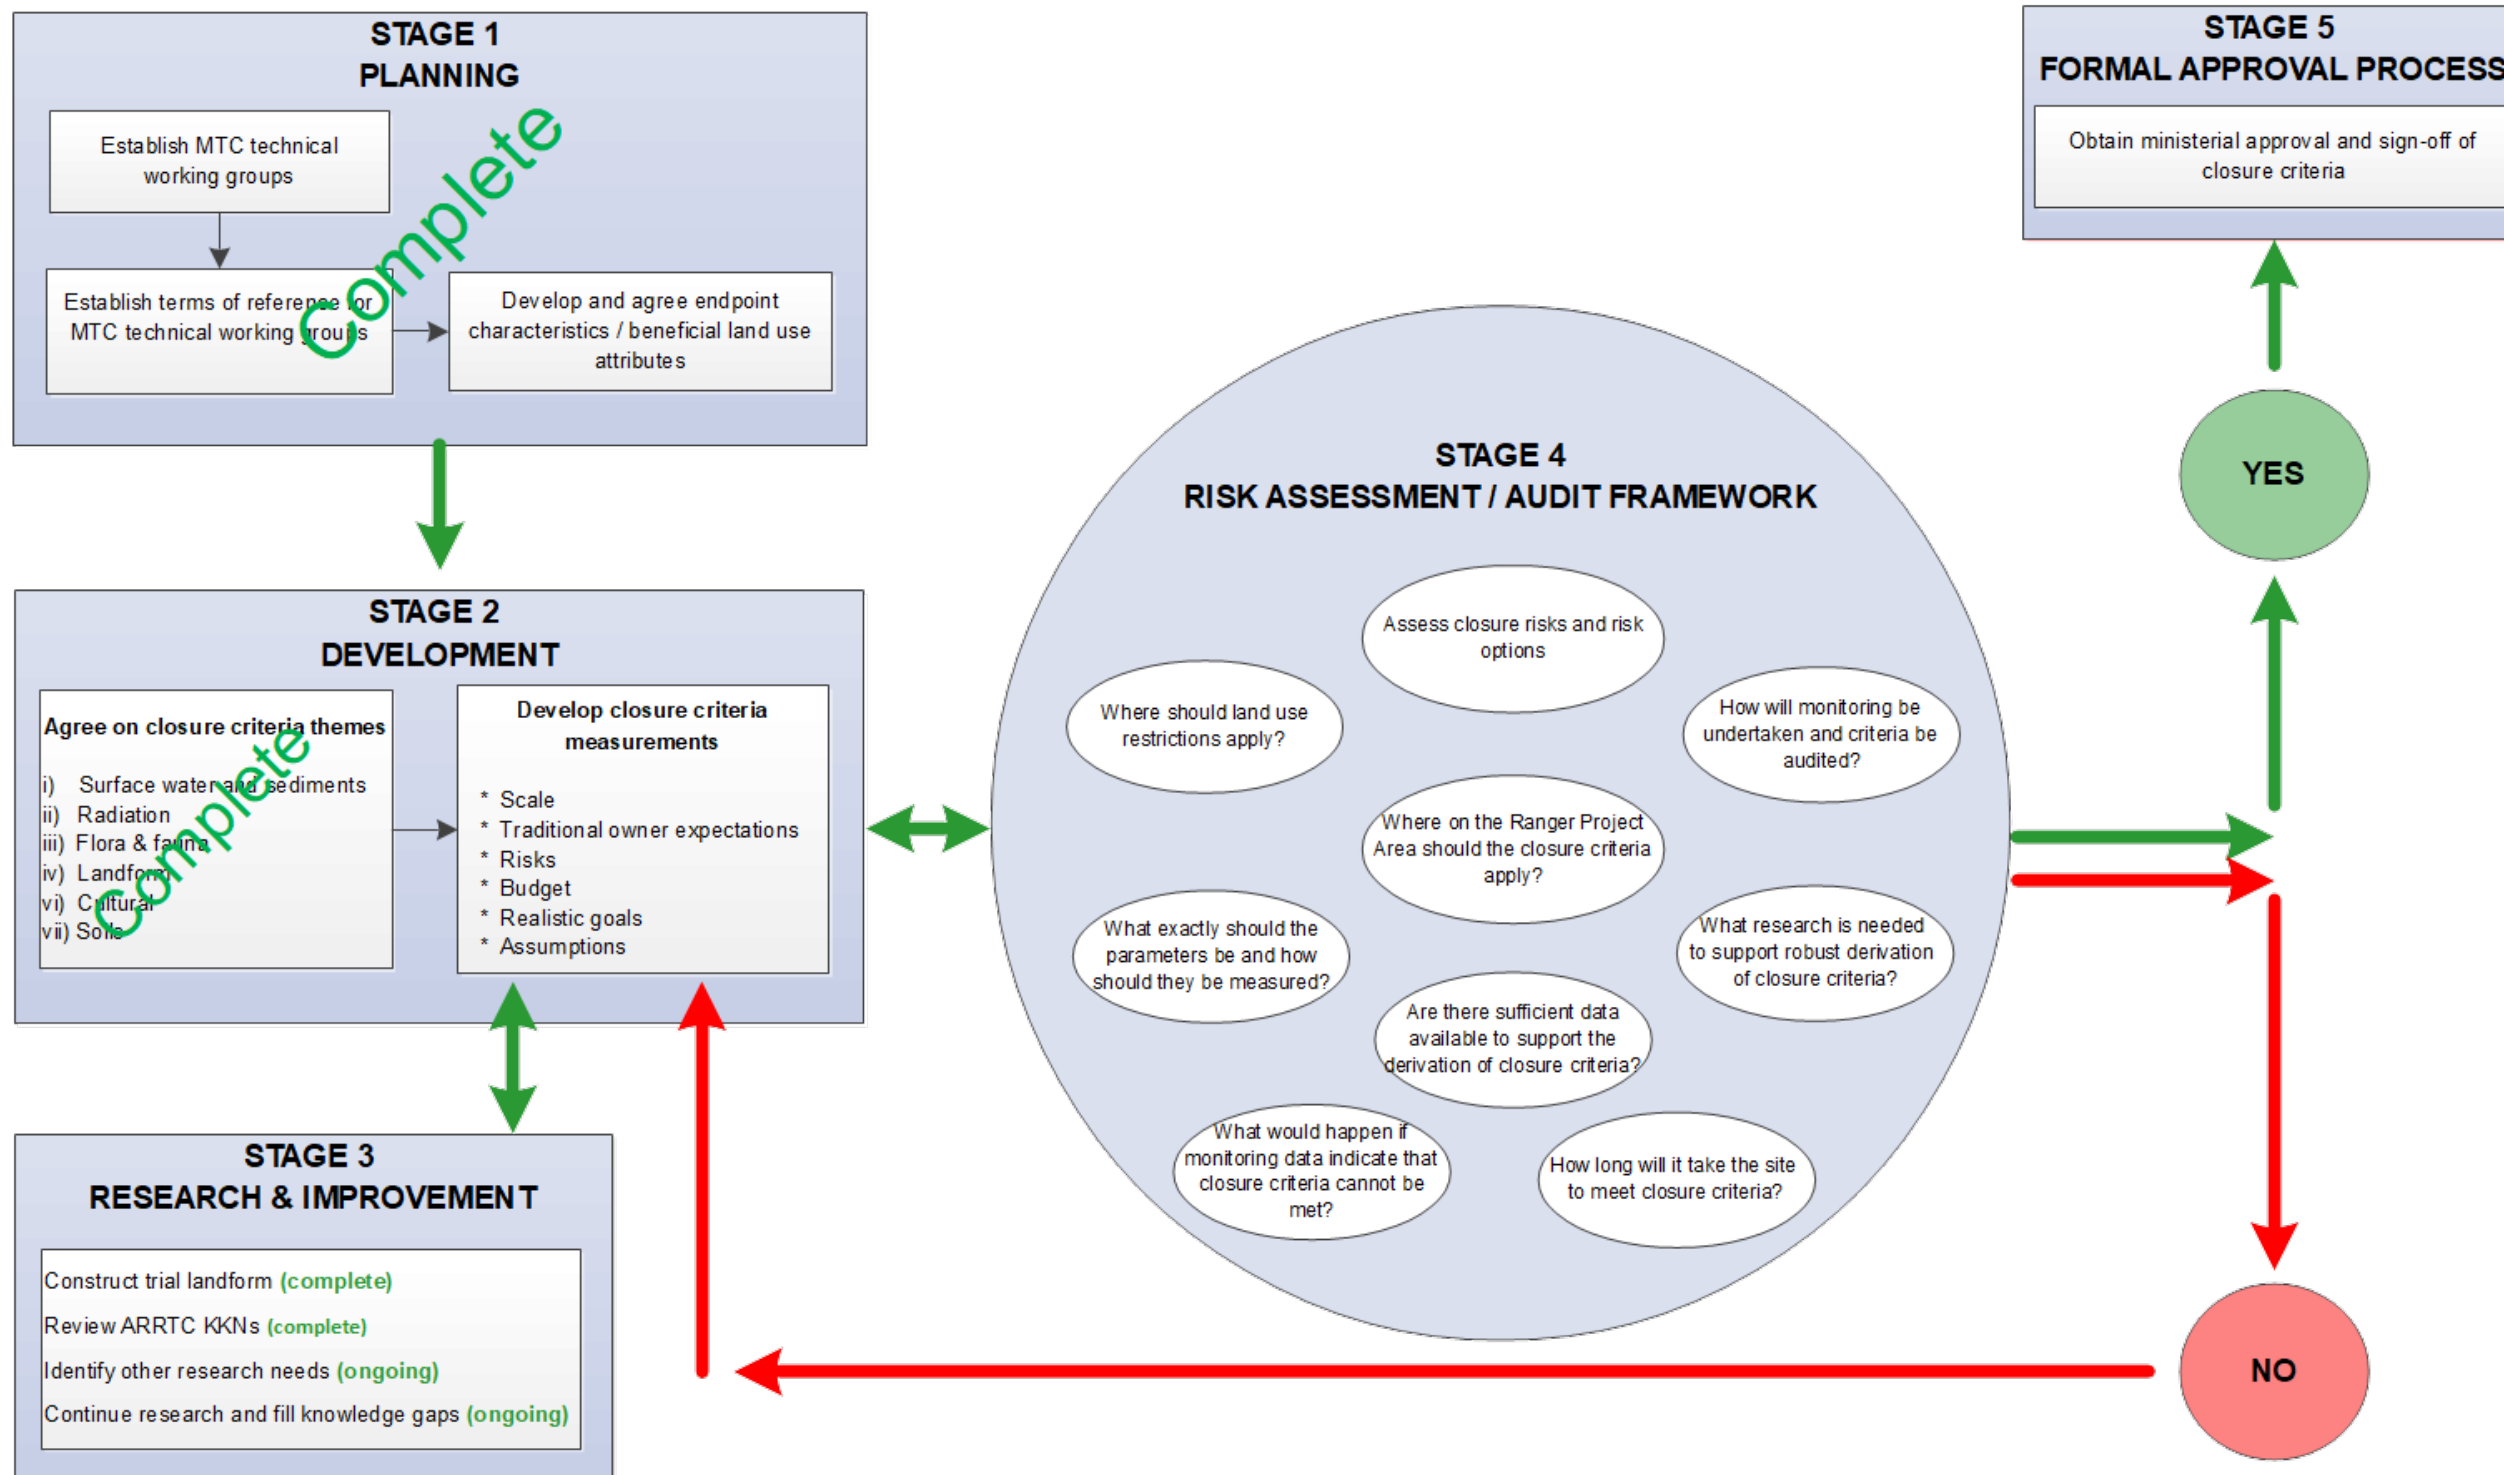 STAGE 1
PLANNING
Establish MTC technical
working groups
Establish terms of reference for
MTC technical working groups
Develop and agree endpoint
characteristics / beneficial land use
attributes
Complete
STAGE 2
DEVELOPMENT
Agree on closure criteria themes
i) Surface water and sediments
ii) Radiation
iii) Flora & fauna
iv) Landform
vi) Cultural
vii) Soils
Complete
Develop closure criteria
measurements
* Scale
* Traditional owner expectations
* Risks
* Budget
* Realistic goals
* Assumptions
STAGE 3
RESEARCH & IMPROVEMENT
Construct trial landform (complete)
Review ARRTC KKNs (complete)
Identify other research needs (ongoing)
Continue research and fill knowledge gaps (ongoing)
STAGE 4
RISK ASSESSMENT / AUDIT FRAMEWORK
Assess closure risks and risk
options
Where should land use
restrictions apply?
How will monitoring be
undertaken and criteria be
audited?
Where on the Ranger Project
Area should the closure criteria
apply?
What exactly should the
parameters be and how
should they be measured?
What research is needed
to support robust derivation
of closure criteria?
Are there sufficient data
available to support the
derivation of closure criteria?
What would happen if
monitoring data indicate that
closure criteria cannot be
met?
How long will it take the site
to meet closure criteria?
STAGE 5
FORMAL APPROVAL PROCESS
Obtain ministerial approval and sign-off of
closure criteria
YES
NO